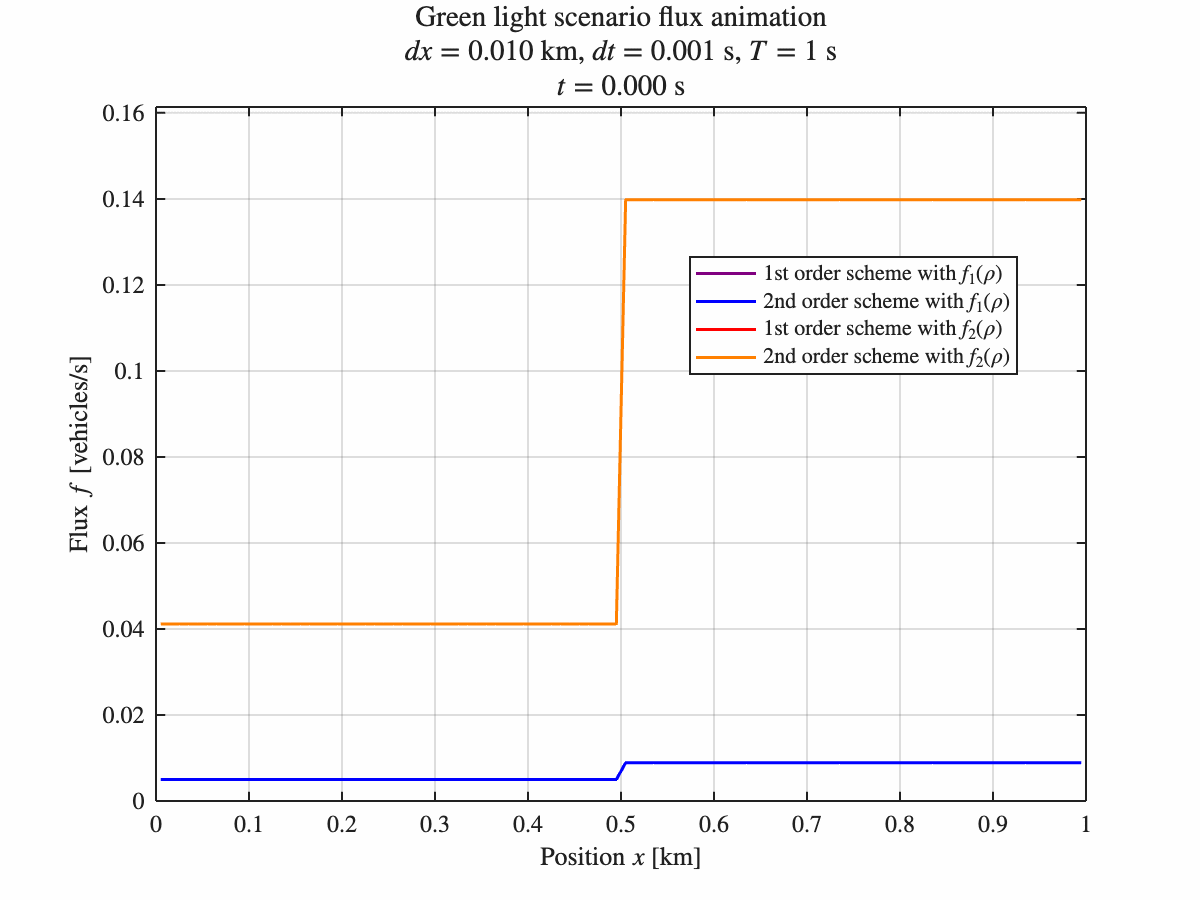 Green light scenario flux animation
dx = 0.010 km, dt = 0.001 s, T = 1 s
t = 0.000 s
0.16
0.14
0.12
0.1
0.08
0.06
0.04
0.02
0
Flux f [vehicles/s]
1st order scheme with f₁(ρ)
2nd order scheme with f₁(ρ)
1st order scheme with f₂(ρ)
2nd order scheme with f₂(ρ)
0 0.1 0.2 0.3 0.4 0.5 0.6 0.7 0.8 0.9 1
Position x [km]